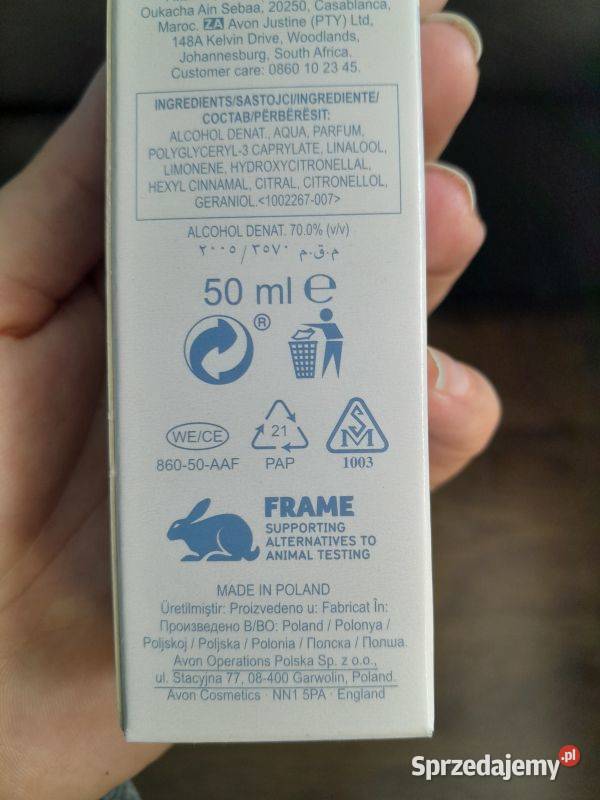 Oukacha Ain Sebaa, 20250, Casablanca,
Maroc. ZA Avon Justine (PTY) Ltd,
148A Kelvin Drive, Woodlands,
Johannesburg, South Africa.
Customer care: 0860 10 23 45.
INGREDIENTS/SASTOJCI/INGREDIENTE/
СОСТАВ/PËRBËRËSIT:
ALCOHOL DENAT., AQUA, PARFUM,
POLYGLYCERYL-3 CAPRYLATE, LINALOOL,
LIMONENE, HYDROXYCITRONELLAL,
HEXYL CINNAMAL, CITRAL, CITRONELLOL,
GERANIOL.<1002267-007>
ALCOHOL DENAT. 70.0% (v/v)
م.ق.م ٢٠٠٥/٣٥٧٠
50 ml e
®
WE/CE
860-50-AAF
21
PAP
SM
1003
FRAME
SUPPORTING
ALTERNATIVES TO
ANIMAL TESTING
MADE IN POLAND
Üretilmiştir: Proizvedeno u: Fabricat În:
Произведено В/ВО: Poland / Polonya /
Poljskoj / Poljska / Polonia / Полска / Полша.
Avon Operations Polska Sp. z o.o.,
ul. Stacyjna 77, 08-400 Garwolin, Poland.
Avon Cosmetics · NN1 5PA · England
Sprzedajemy.pl